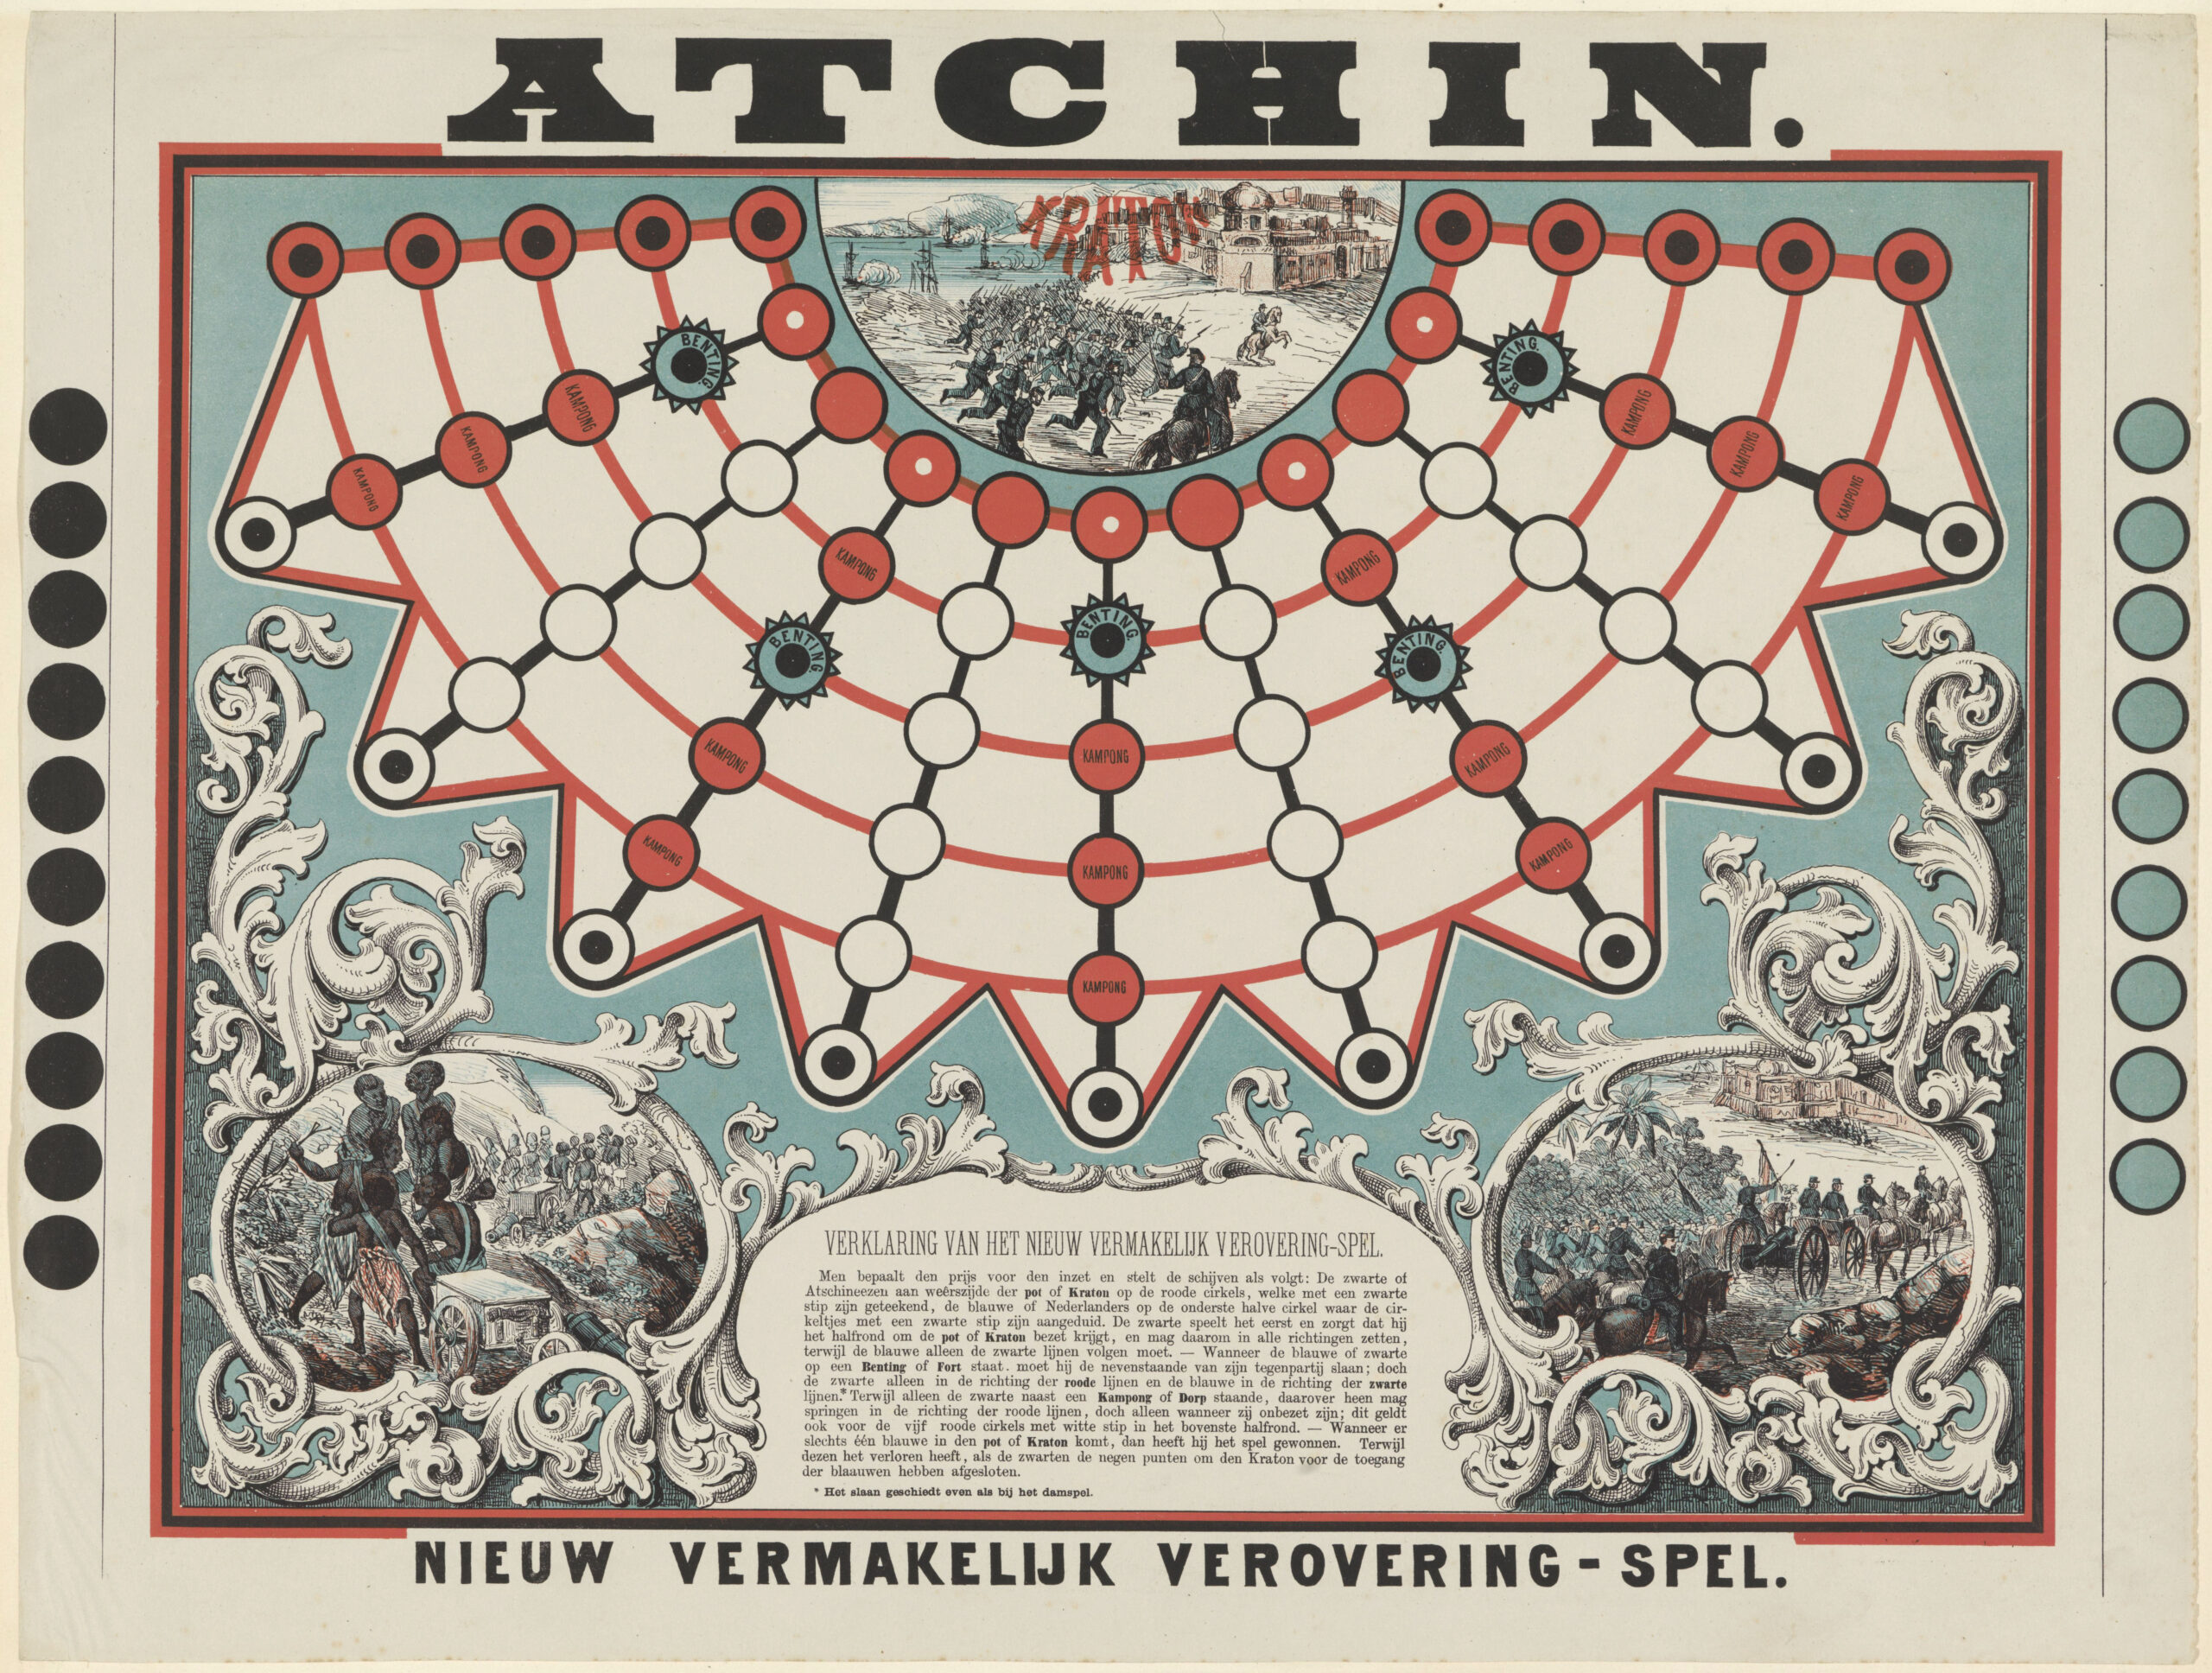 ATCHIN.
KRATON
BENTING.
BENTING.
KAMPONG
KAMPONG
KAMPONG
KAMPONG
KAMPONG
KAMPONG
KAMPONG
KAMPONG
BENTING.
BENTING.
BENTING.
KAMPONG
KAMPONG
KAMPONG
KAMPONG
KAMPONG
KAMPONG
KAMPONG
VERKLARING VAN HET NIEUW VERMAKELIJK VEROVERING-SPEL.
Men bepaalt den prijs voor den inzet en stelt de schijven als volgt: De zwarte of
Atschineezen aan weêrszijde der pot of Kraton op de roode cirkels, welke met een zwarte
stip zijn geteekend, de blauwe of Nederlanders op de onderste halve cirkel waar de cir-
keltjes met een zwarte stip zijn aangeduid. De zwarte speelt het eerst en zorgt dat hij
het halfrond om de pot of Kraton bezet krijgt, en mag daarom in alle richtingen zetten,
terwijl de blauwe alleen de zwarte lijnen volgen moet. — Wanneer de blauwe of zwarte
op een Benting of Fort staat. moet hij de nevenstaande van zijn tegenpartij slaan; doch
de zwarte alleen in de richting der roode lijnen en de blauwe in de richting der zwarte
lijnen.* Terwijl alleen de zwarte naast een Kampong of Dorp staande, daarover heen mag
springen in de richting der roode lijnen, doch alleen wanneer zij onbezet zijn; dit geldt
ook voor de vijf roode cirkels met witte stip in het bovenste halfrond. — Wanneer er
slechts één blauwe in den pot of Kraton komt, dan heeft hij het spel gewonnen. Terwijl
dezen het verloren heeft, als de zwarten de negen punten om den Kraton voor de toegang
der blaauwen hebben afgesloten.
* Het slaan geschiedt even als bij het damspel.
NIEUW VERMAKELIJK VEROVERING-SPEL.